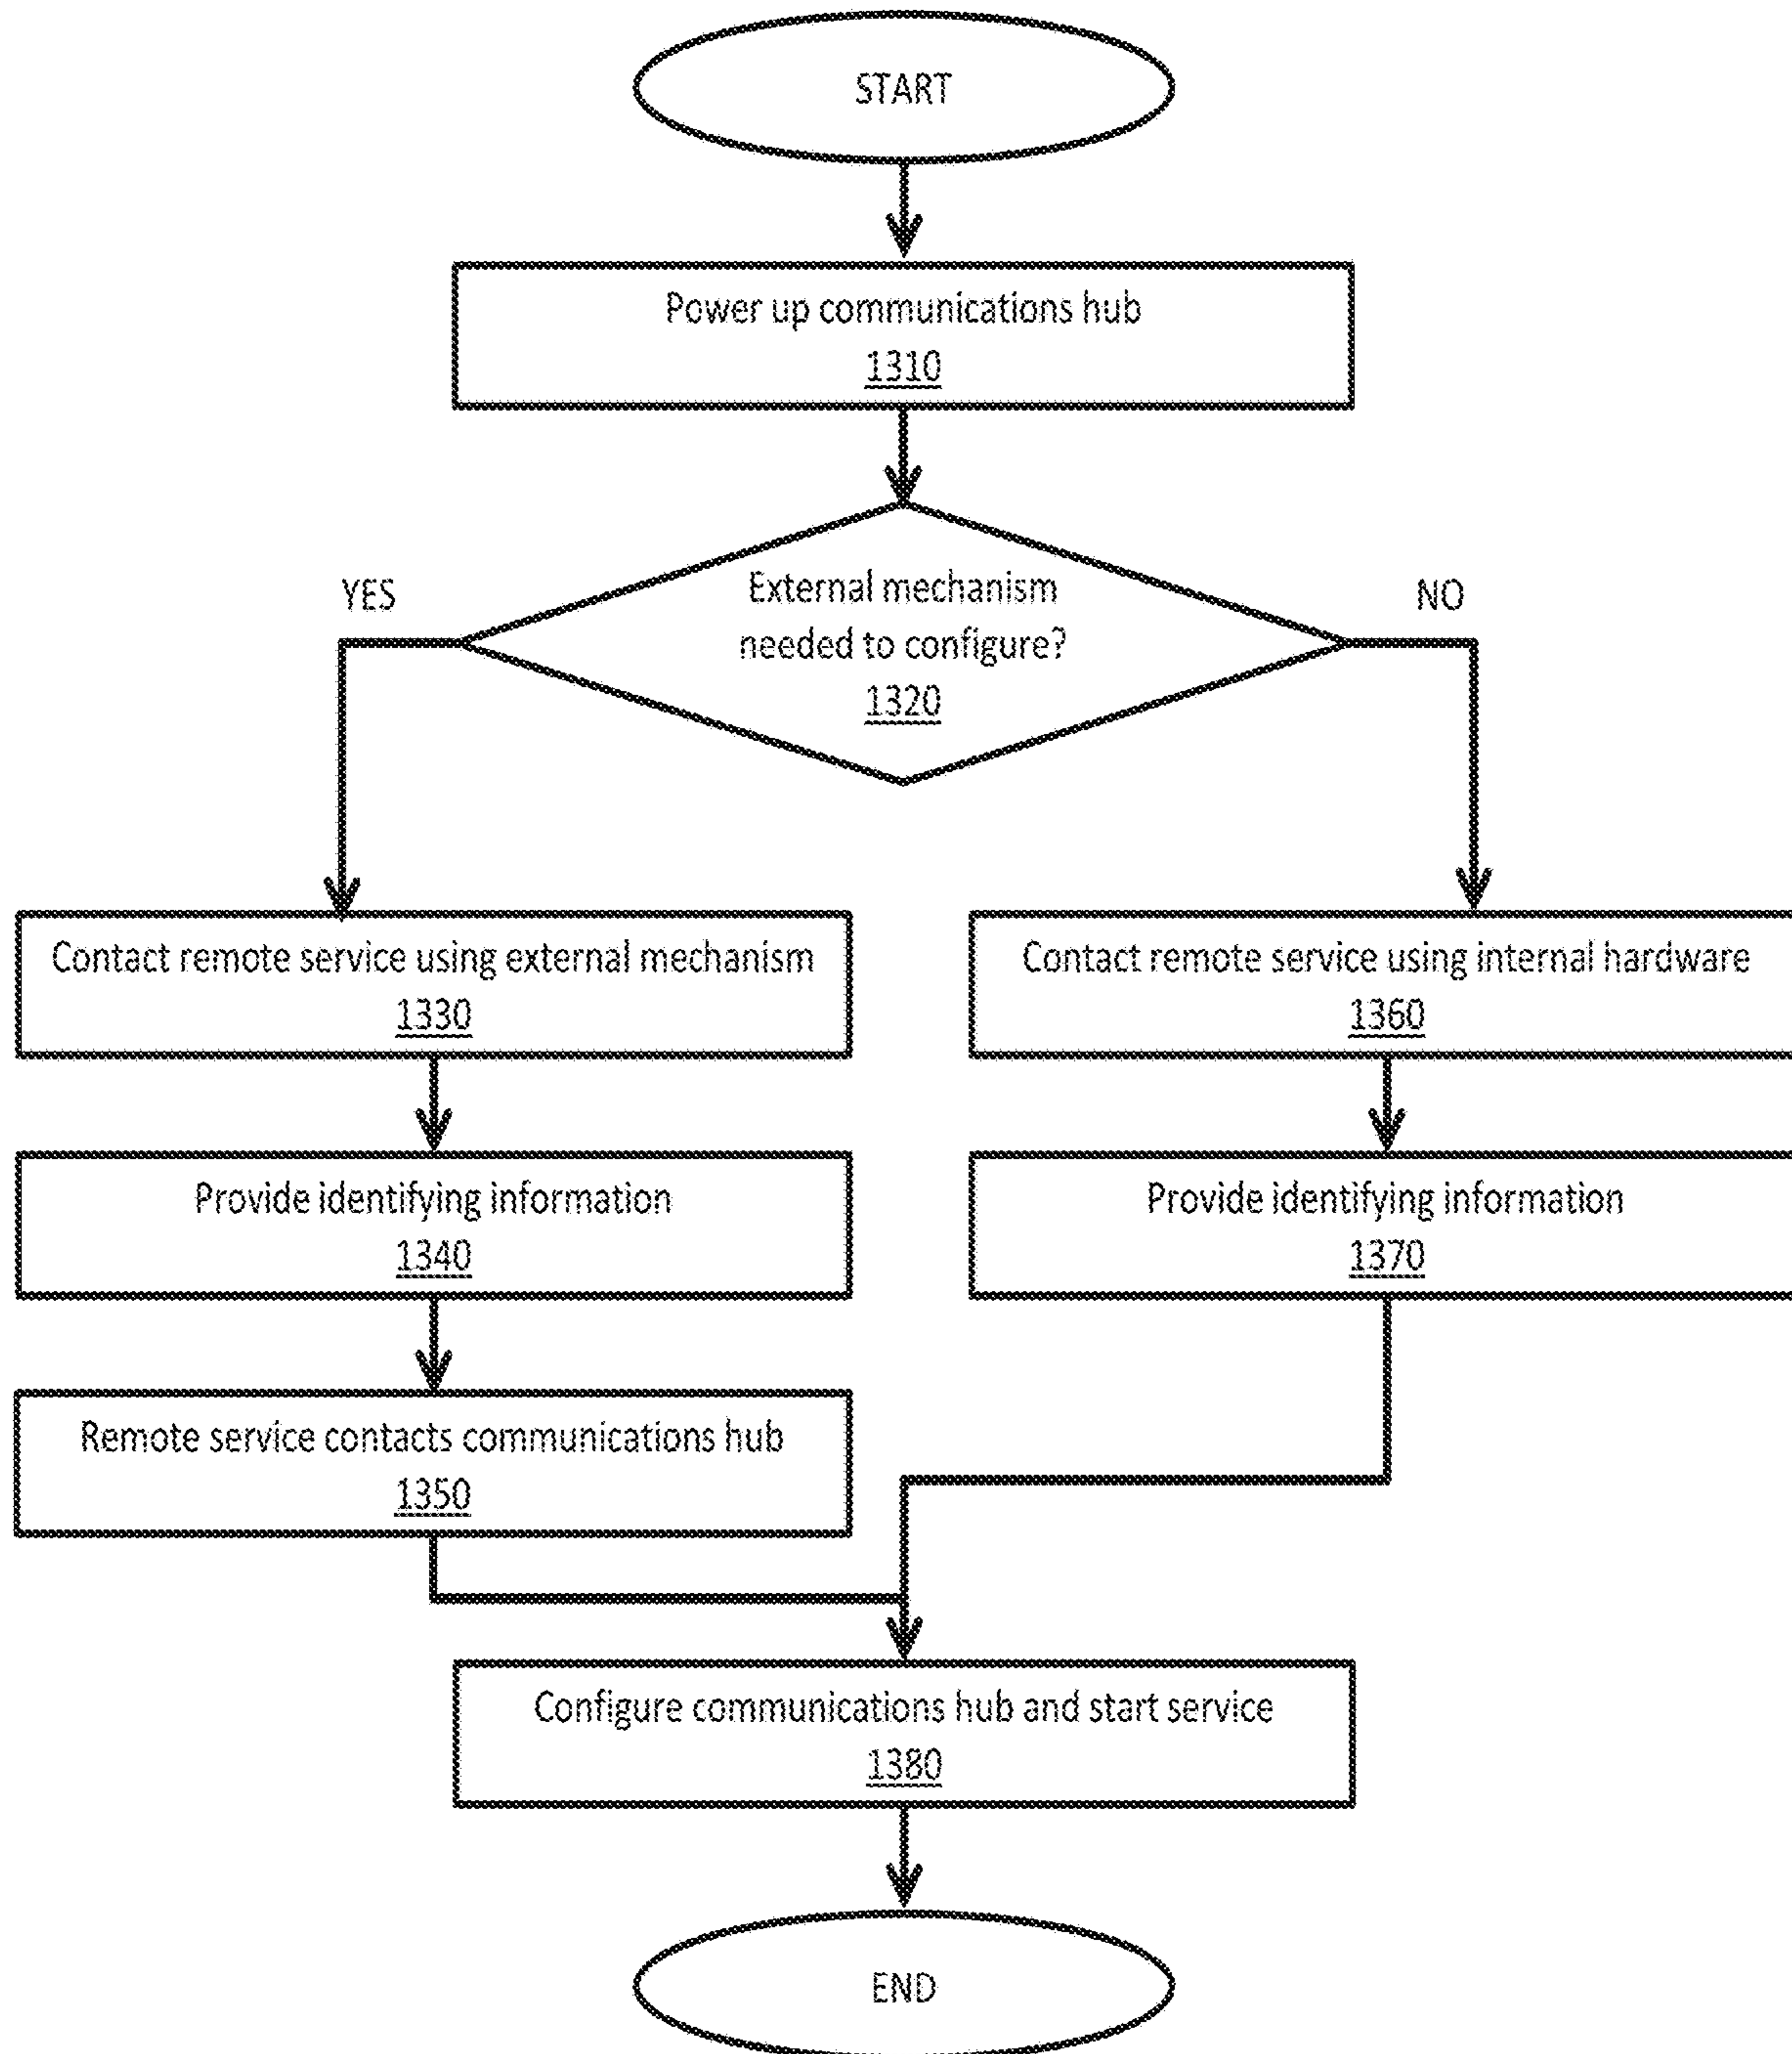 START
Power up communications hub
1310
YES
External mechanism
needed to configure?
1320
NO
Contact remote service using external mechanism
1330
Contact remote service using internal hardware
1360
Provide identifying information
1340
Provide identifying information
1370
Remote service contacts communications hub
1350
Configure communications hub and start service
1380
END